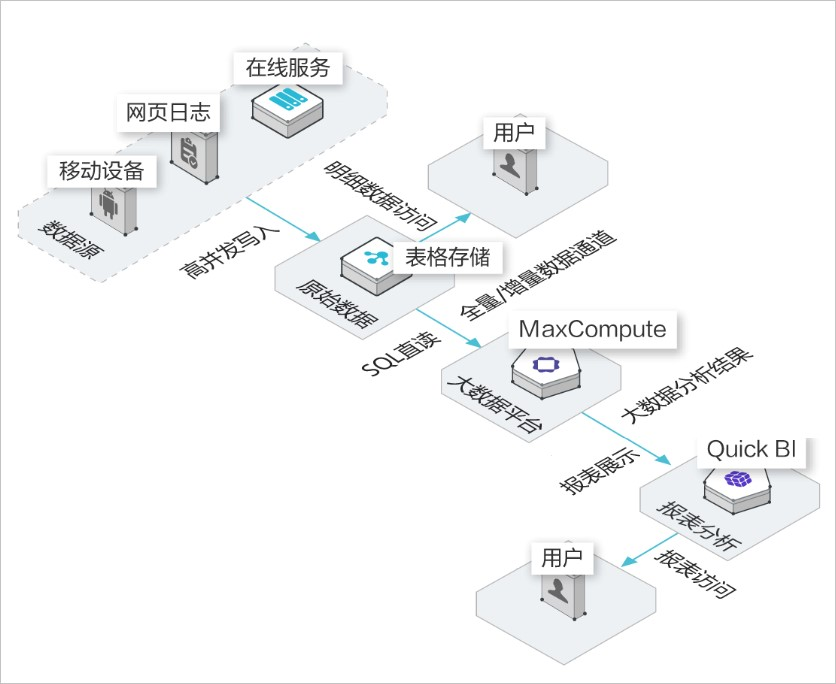 在线服务
网页日志
移动设备
数据源
高并发写入
明细数据访问
用户
表格存储
原始数据
全量/增量数据通道
SQL直读
MaxCompute
大数据平台
大数据分析结果
报表展示
Quick BI
报表分析
报表访问
用户